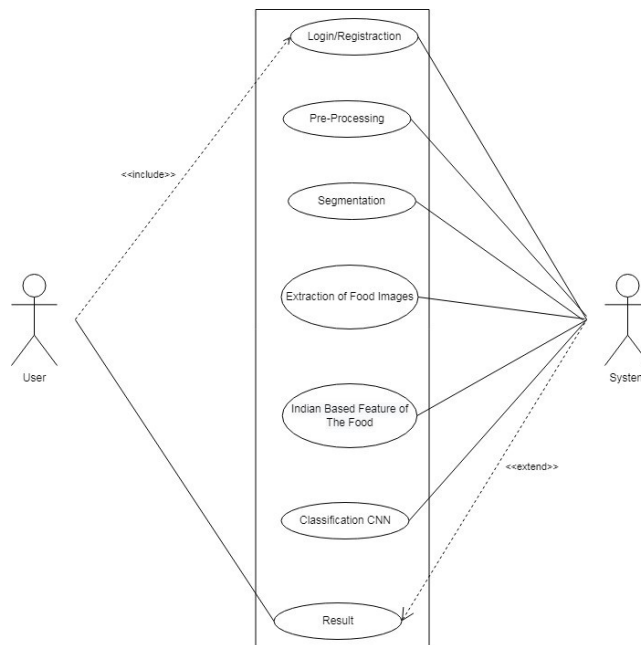 Login/Registraction
Pre-Processing
<<include>>
Segmentation
Extraction of Food Images
User
System
Indian Based Feature of
The Food
<<extend>>
Classification CNN
Result